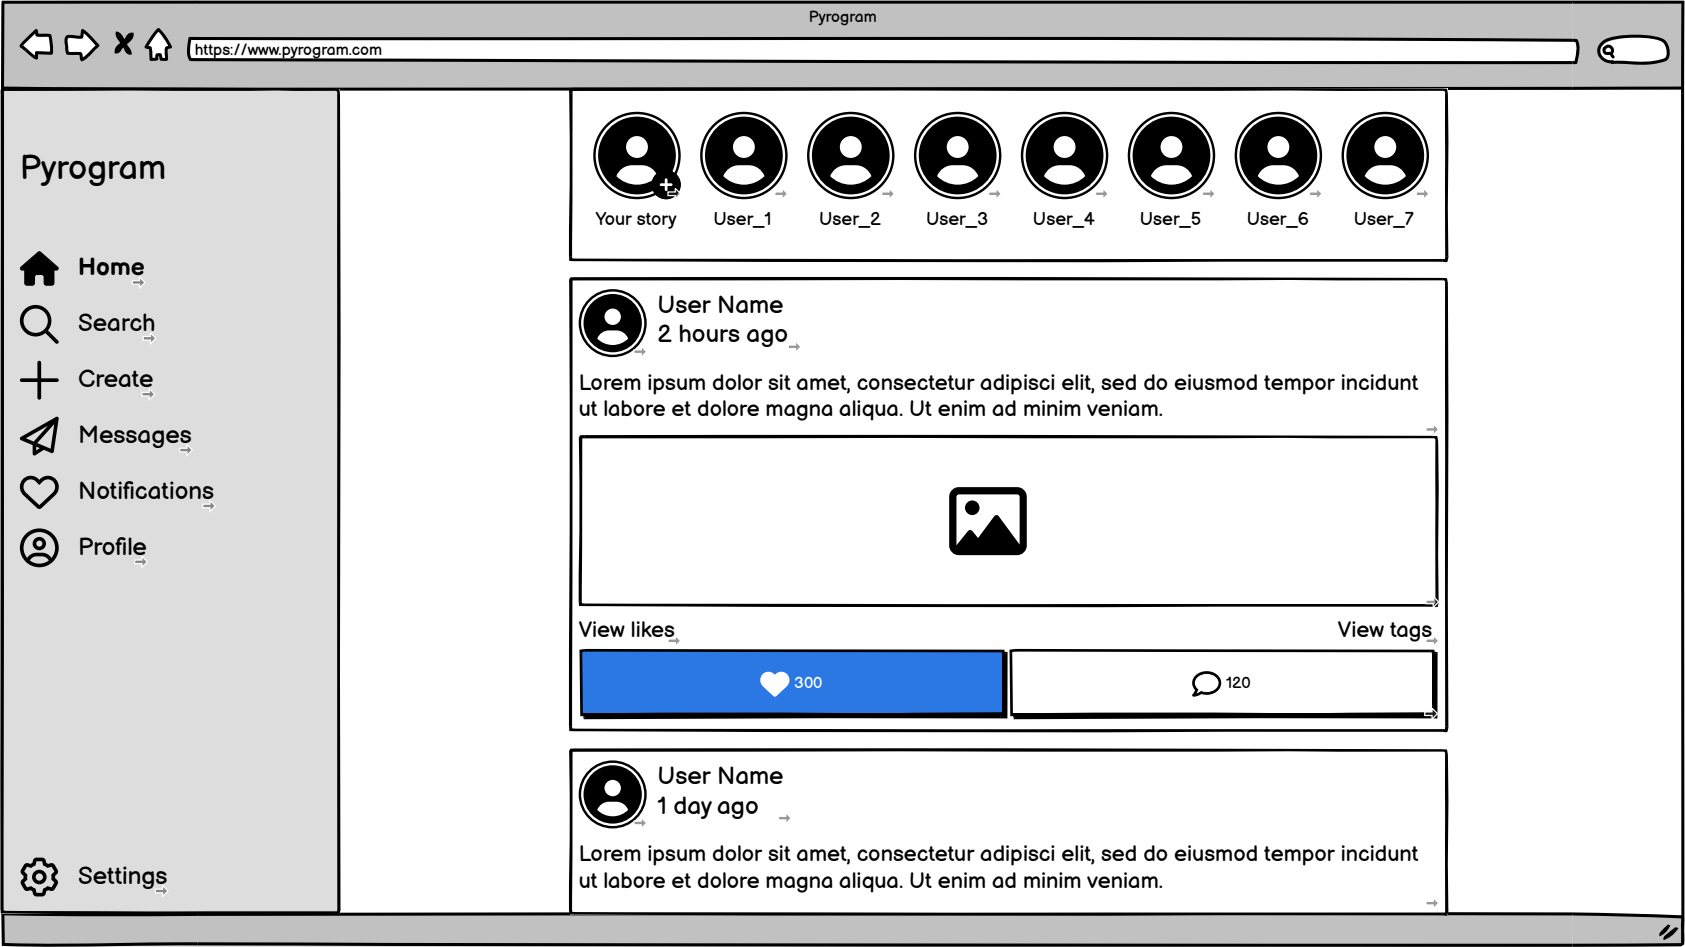 Pyrogram
https://www.pyrogram.com
Pyrogram
Home
Search
Create
Messages
Notifications
Profile
Settings
Your story
User_1
User_2
User_3
User_4
User_5
User_6
User_7
User Name
2 hours ago
Lorem ipsum dolor sit amet, consectetur adipisci elit, sed do eiusmod tempor incidunt
ut labore et dolore magna aliqua. Ut enim ad minim veniam.
View likes
View tags
300
120
User Name
1 day ago
Lorem ipsum dolor sit amet, consectetur adipisci elit, sed do eiusmod tempor incidunt
ut labore et dolore magna aliqua. Ut enim ad minim veniam.